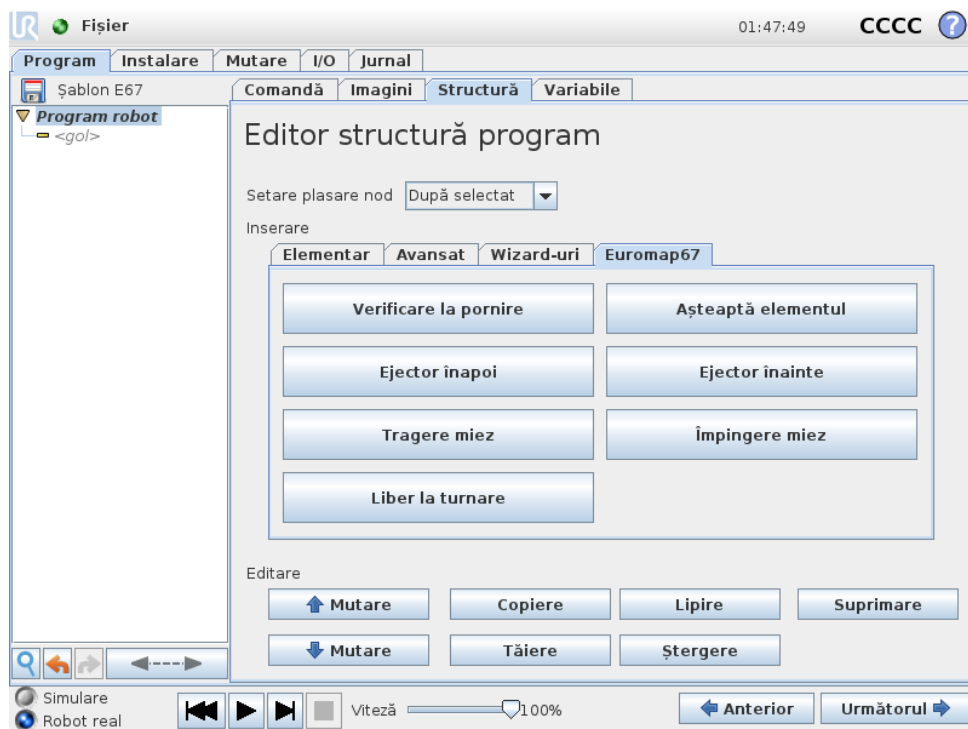 UR Fișier 01:47:49 CCCC ?
Program Instalare Mutare I/O Jurnal
Șablon E67
Comandă Imagini Structură Variabile
Program robot
<gol>
Editor structură program
Setare plasare nod După selectat
Inserare
Elementar Avansat Wizard-uri Euromap67
Verificare la pornire Așteaptă elementul
Ejector înapoi Ejector înainte
Tragere miez Împingere miez
Liber la turnare
Editare
Mutare Copiere Lipire Suprimare
Mutare Tăiere Ștergere
Simulare
Robot real
Viteză 100%
Anterior Următorul